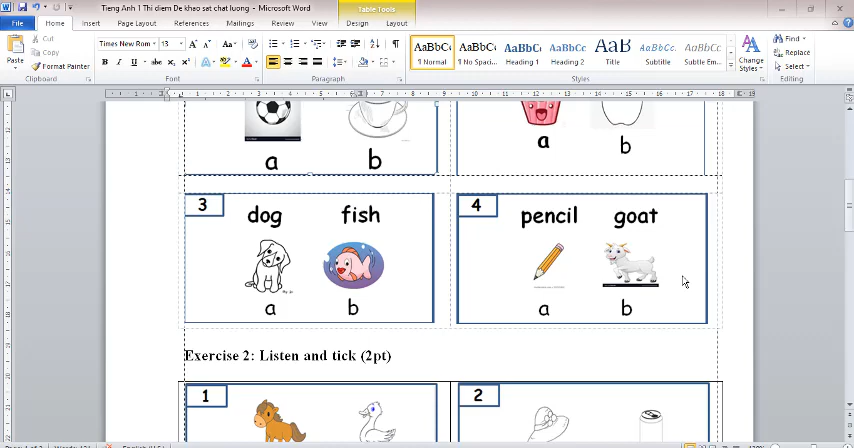 Tieng Anh 1 Thi diem De khao sat chat luong - Microsoft Word
Table Tools
File Home Insert Page Layout References Mailings Review View Design Layout
Cut
Copy
Format Painter
Paste
Clipboard
Times New Rom 13
Font
Paragraph
AaBbCc AaBbCc AaBbC AaBbCc AaB AaBbCc. AaBbCc
¶ Normal ¶ No Spaci... Heading 1 Heading 2 Title Subtitle Subtle Em...
Styles
Change Styles
Find
Replace
Select
Editing
a b
a b
3
dog fish
a b
4
pencil goat
a b
Exercise 2: Listen and tick (2pt)
1
2